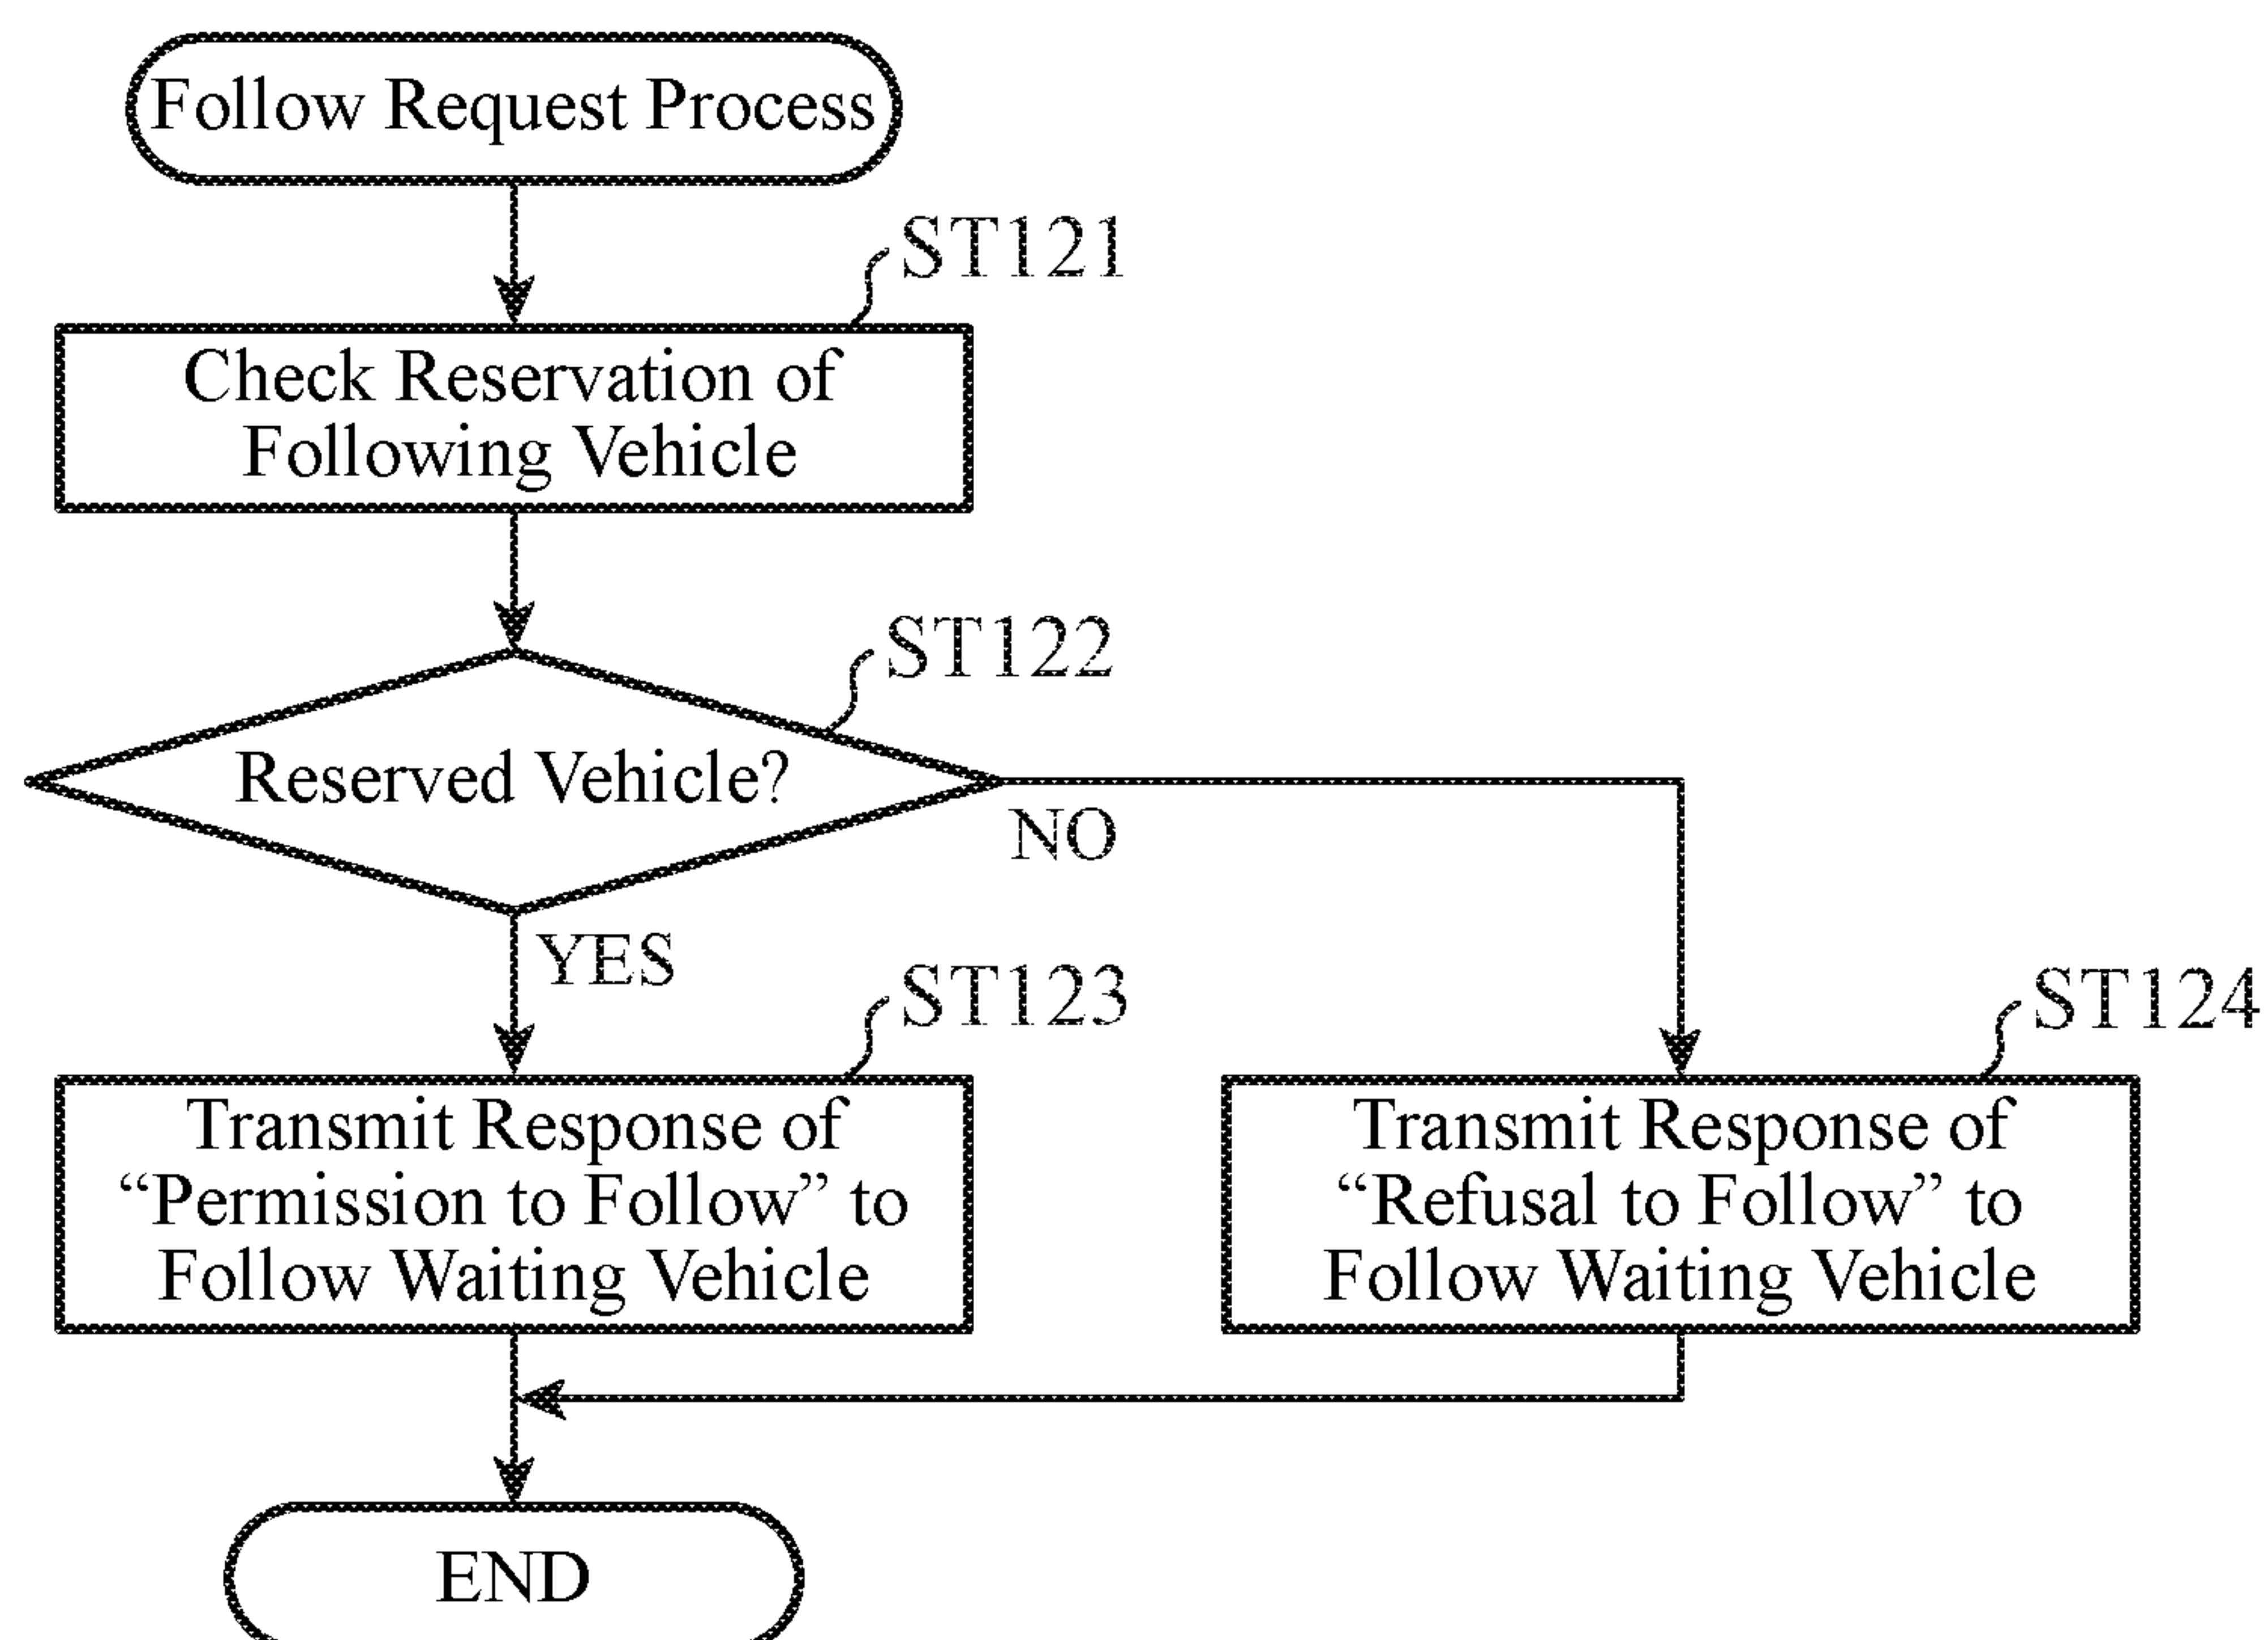 Follow Request Process
ST121
Check Reservation of
Following Vehicle
ST122
Reserved Vehicle?
NO
YES
ST123
Transmit Response of
“Permission to Follow” to
Follow Waiting Vehicle
ST124
Transmit Response of
“Refusal to Follow” to
Follow Waiting Vehicle
END